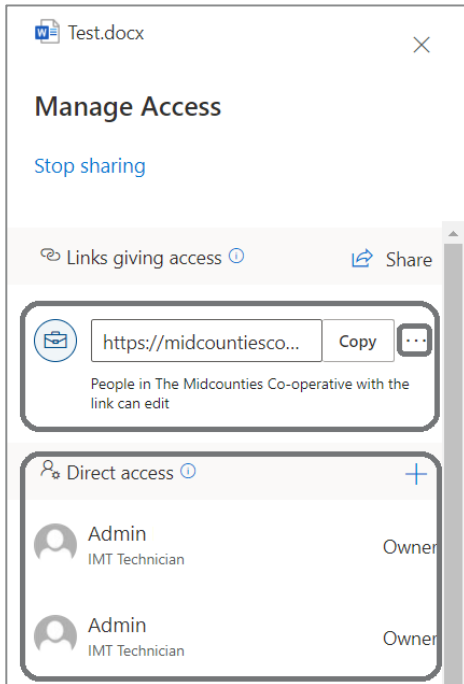 Test.docx
Manage Access
Stop sharing
Links giving access
Share
https://midcountiesco...
Copy
...
People in The Midcounties Co-operative with the
link can edit
Direct access
Admin
Owner
IMT Technician
Admin
Owner
IMT Technician